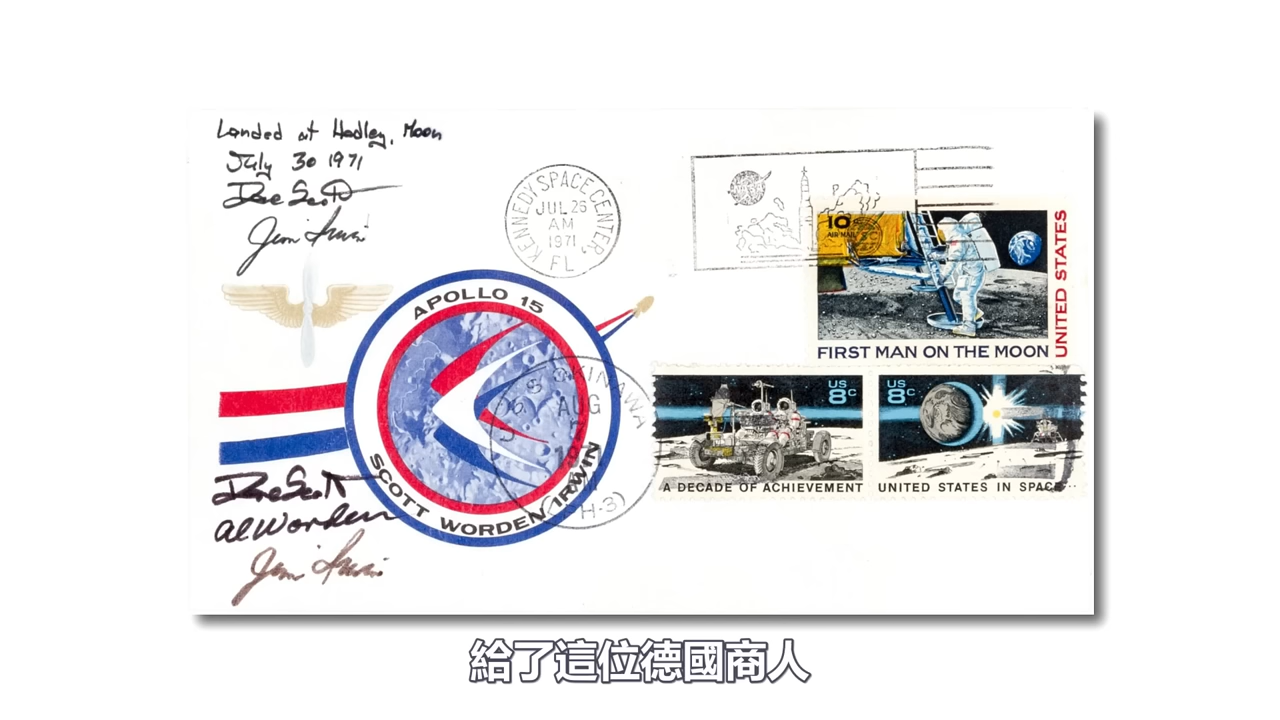 Landed at Hadley, Moon
July 30 1971
Dave Scott
Jim Irwin
KENNEDY SPACE CENTER,
JUL 26
AM
1971
FL
10
AIR MAIL
UNITED STATES
FIRST MAN ON THE MOON
APOLLO 15
SCOTT WORDEN IRWIN
OKINAWA
AUG
H-3)
US 8c
A DECADE OF ACHIEVEMENT
US 8c
UNITED STATES IN SPACE...
Dave Scott
Al Worden
Jim Irwin
給了這位德國商人